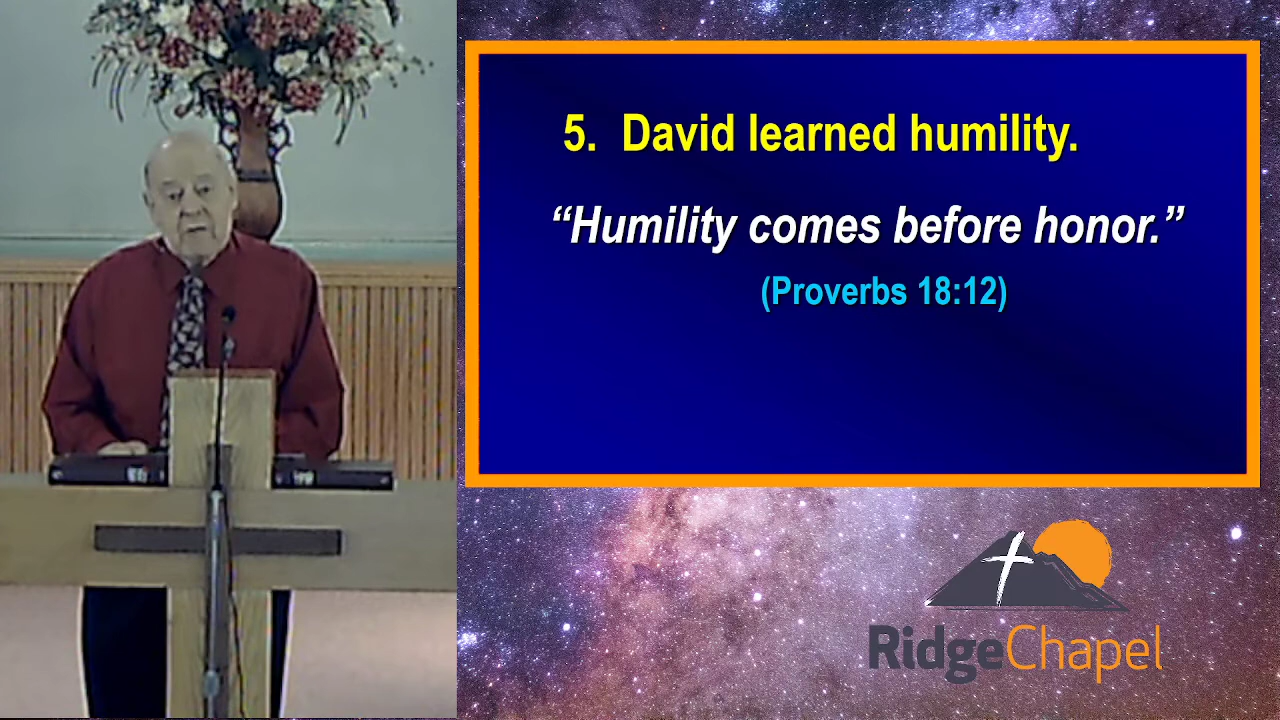 5. David learned humility.
“Humility comes before honor.”
(Proverbs 18:12)
RidgeChapel